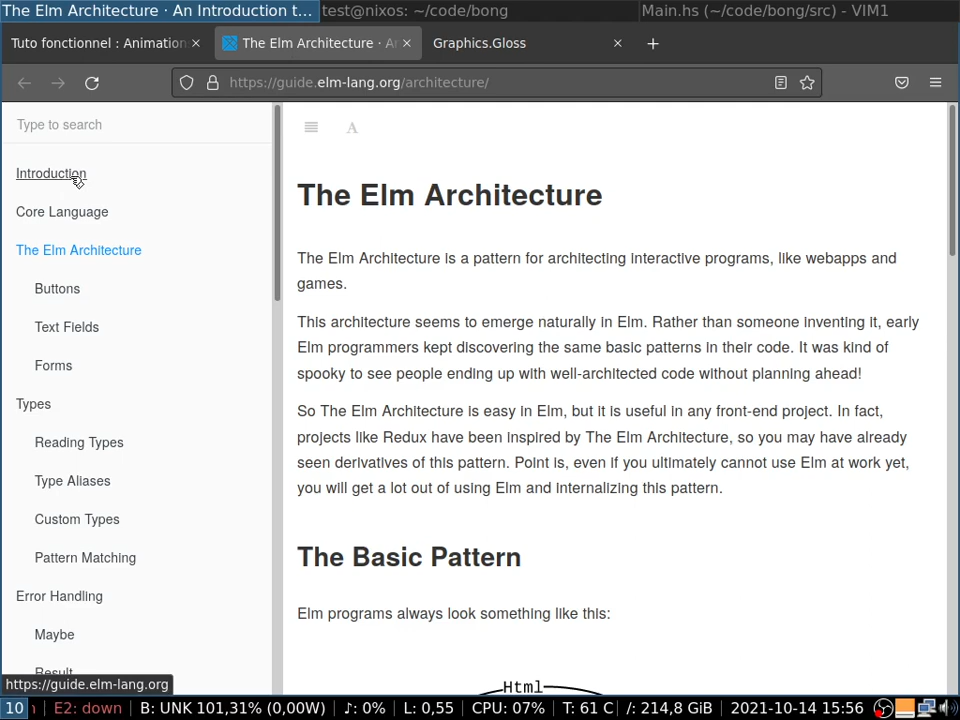 The Elm Architecture · An Introduction t... test@nixos: ~/code/bong Main.hs (~/code/bong/src) - VIM1
Tuto fonctionnel : Animation The Elm Architecture · Graphics.Gloss
https://guide.elm-lang.org/architecture/
Type to search
Introduction
Core Language
The Elm Architecture
Buttons
Text Fields
Forms
Types
Reading Types
Type Aliases
Custom Types
Pattern Matching
Error Handling
Maybe
Result
https://guide.elm-lang.org
A
The Elm Architecture
The Elm Architecture is a pattern for architecting interactive programs, like webapps and
games.
This architecture seems to emerge naturally in Elm. Rather than someone inventing it, early
Elm programmers kept discovering the same basic patterns in their code. It was kind of
spooky to see people ending up with well-architected code without planning ahead!
So The Elm Architecture is easy in Elm, but it is useful in any front-end project. In fact,
projects like Redux have been inspired by The Elm Architecture, so you may have already
seen derivatives of this pattern. Point is, even if you ultimately cannot use Elm at work yet,
you will get a lot out of using Elm and internalizing this pattern.
The Basic Pattern
Elm programs always look something like this:
Html
10 E2: down B: UNK 101,31% (0,00W) ♪: 0% L: 0,55 CPU: 07% T: 61 C /: 214,8 GiB 2021-10-14 15:56